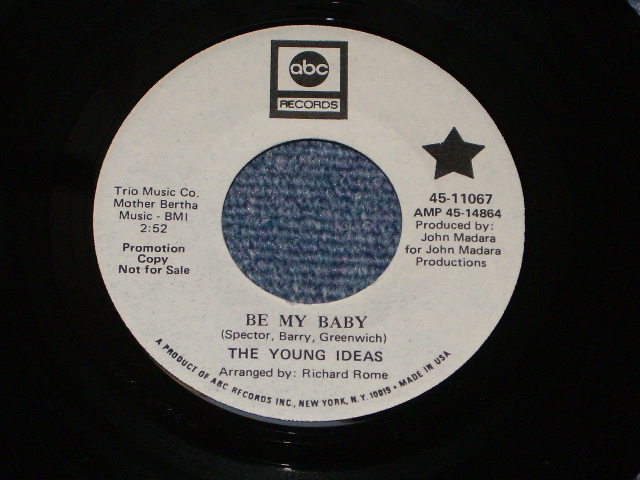 abc
RECORDS
Trio Music Co.
Mother Bertha
Music - BMI
2:52
Promotion
Copy
Not for Sale
45-11067
AMP 45-14864
Produced by:
John Madara
for John Madara
Productions
BE MY BABY
(Spector, Barry, Greenwich)
THE YOUNG IDEAS
Arranged by: Richard Rome
A PRODUCT OF ABC RECORDS INC., NEW YORK, N.Y. 10019 • MADE IN USA